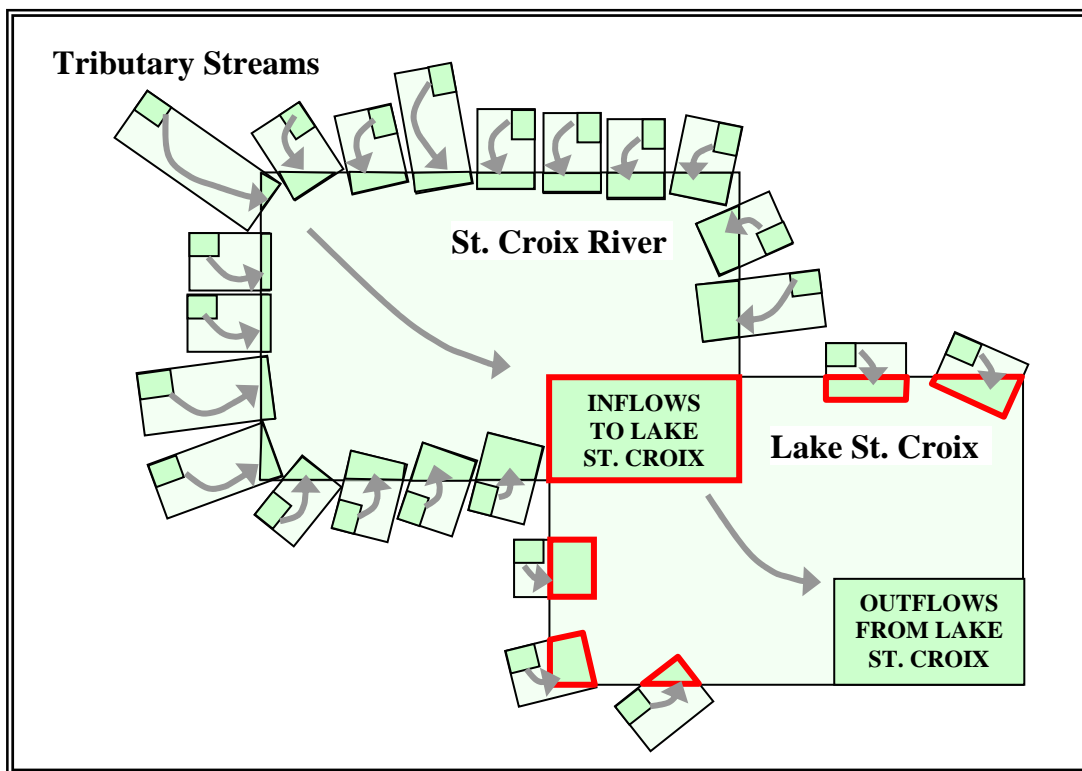 Tributary Streams
St. Croix River
INFLOWS
TO LAKE
ST. CROIX
Lake St. Croix
OUTFLOWS
FROM LAKE
ST. CROIX